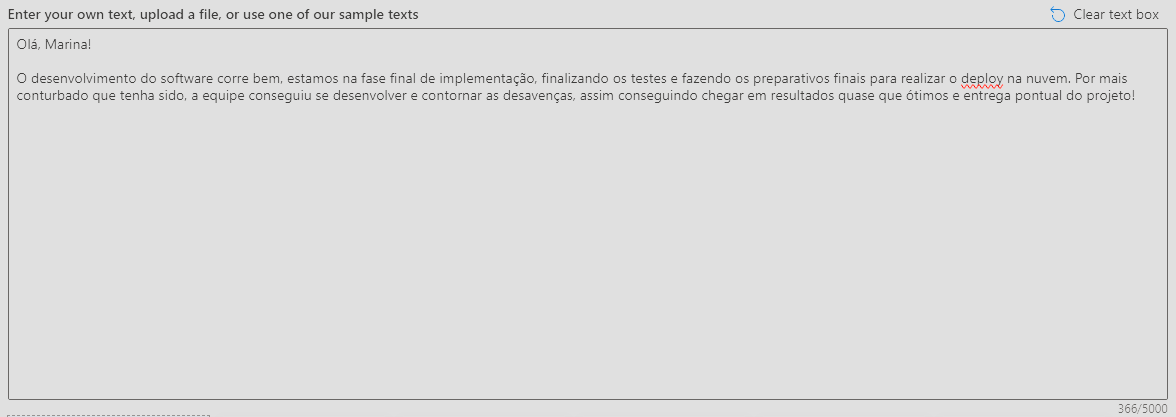 Enter your own text, upload a file, or use one of our sample texts
Clear text box
Olá, Marina!
O desenvolvimento do software corre bem, estamos na fase final de implementação, finalizando os testes e fazendo os preparativos finais para realizar o deploy na nuvem. Por mais
conturbado que tenha sido, a equipe conseguiu se desenvolver e contornar as desavenças, assim conseguindo chegar em resultados quase que ótimos e entrega pontual do projeto!
366/5000